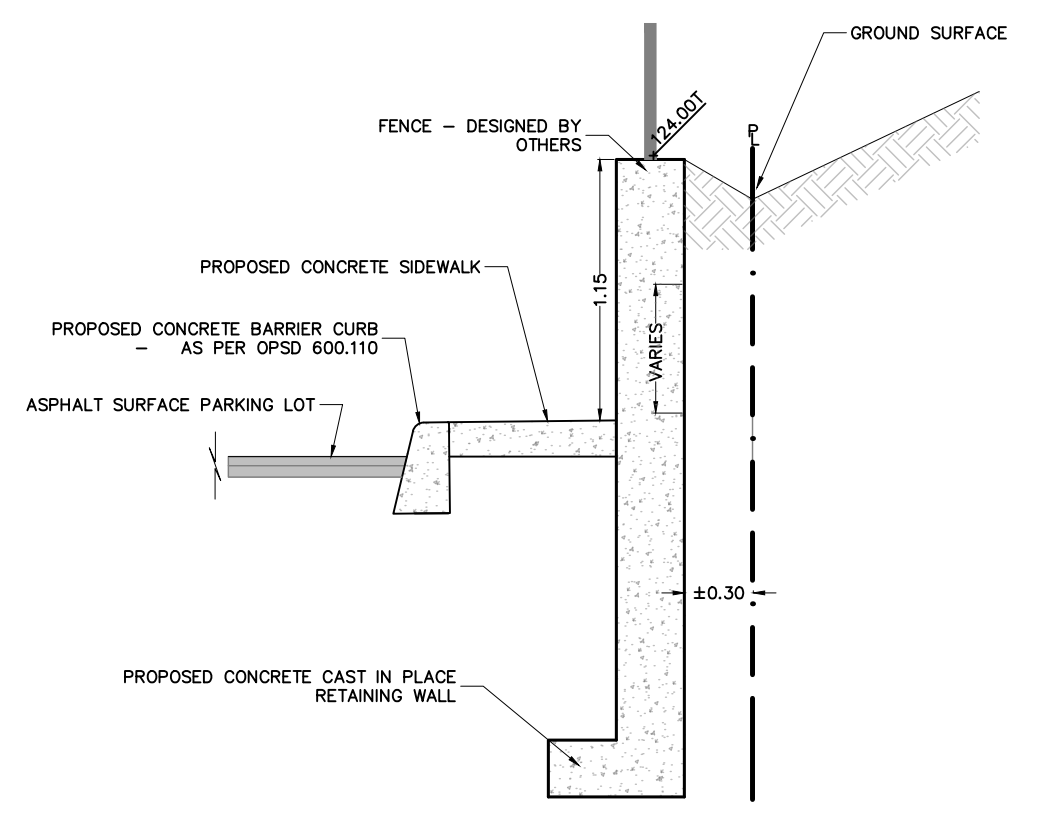 GROUND SURFACE
124.00T
FENCE – DESIGNED BY
OTHERS
PL
PROPOSED CONCRETE SIDEWALK
1.15
VARIES
PROPOSED CONCRETE BARRIER CURB
– AS PER OPSD 600.110
ASPHALT SURFACE PARKING LOT
±0.30
PROPOSED CONCRETE CAST IN PLACE
RETAINING WALL